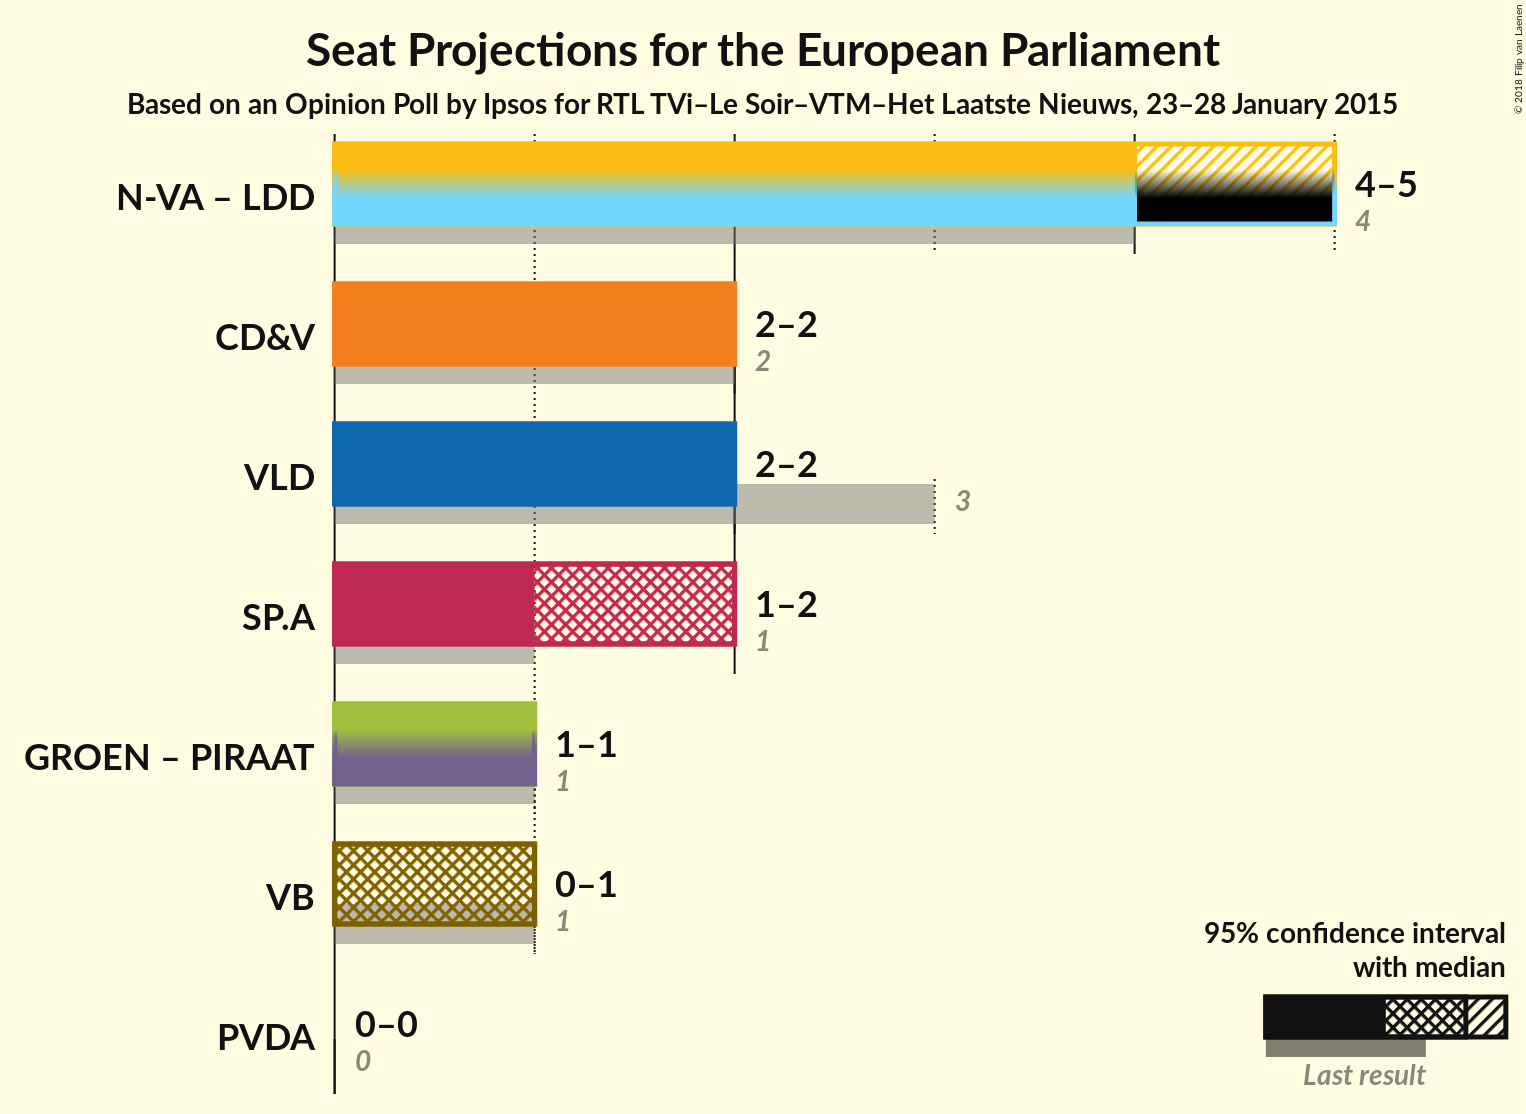 Seat Projections for the European Parliament
Based on an Opinion Poll by Ipsos for RTL TVi–Le Soir–VTM–Het Laatste Nieuws, 23–28 January 2015
© 2018 Filip van Laenen
N-VA – LDD
4–5
4
CD&V
2–2
2
VLD
2–2
3
SP.A
1–2
1
GROEN – PIRAAT
1–1
1
VB
0–1
1
PVDA
0–0
0
95% confidence interval
with median
Last result